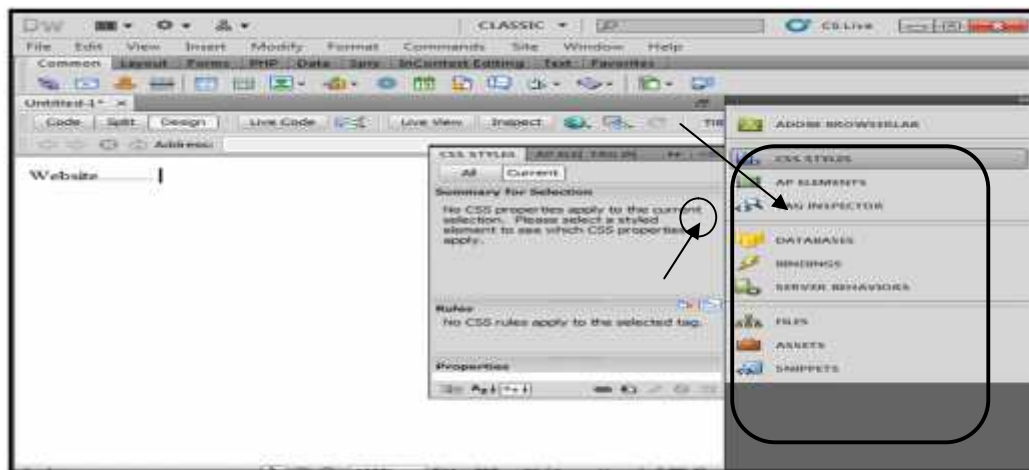 DW CLASSIC CS Live
File Edit View Insert Modify Format Commands Site Window Help
Common Layout Forms PHP Data Spry InContext Editing Text Favorites
Untitled-1* ×
Code Split Design Live Code Live View Inspect
Address:
Website
CSS STYLES AP ELE TAG IN
All Current
Summary for Selection
No CSS properties apply to the current
selection. Please select a styled
element to see which CSS properties
apply.
Rules
No CSS rules apply to the selected tag.
Properties
ADOBE BROWSERLAB
CSS STYLES
AP ELEMENTS
TAG INSPECTOR
DATABASES
BINDINGS
SERVER BEHAVIORS
FILES
ASSETS
SNIPPETS